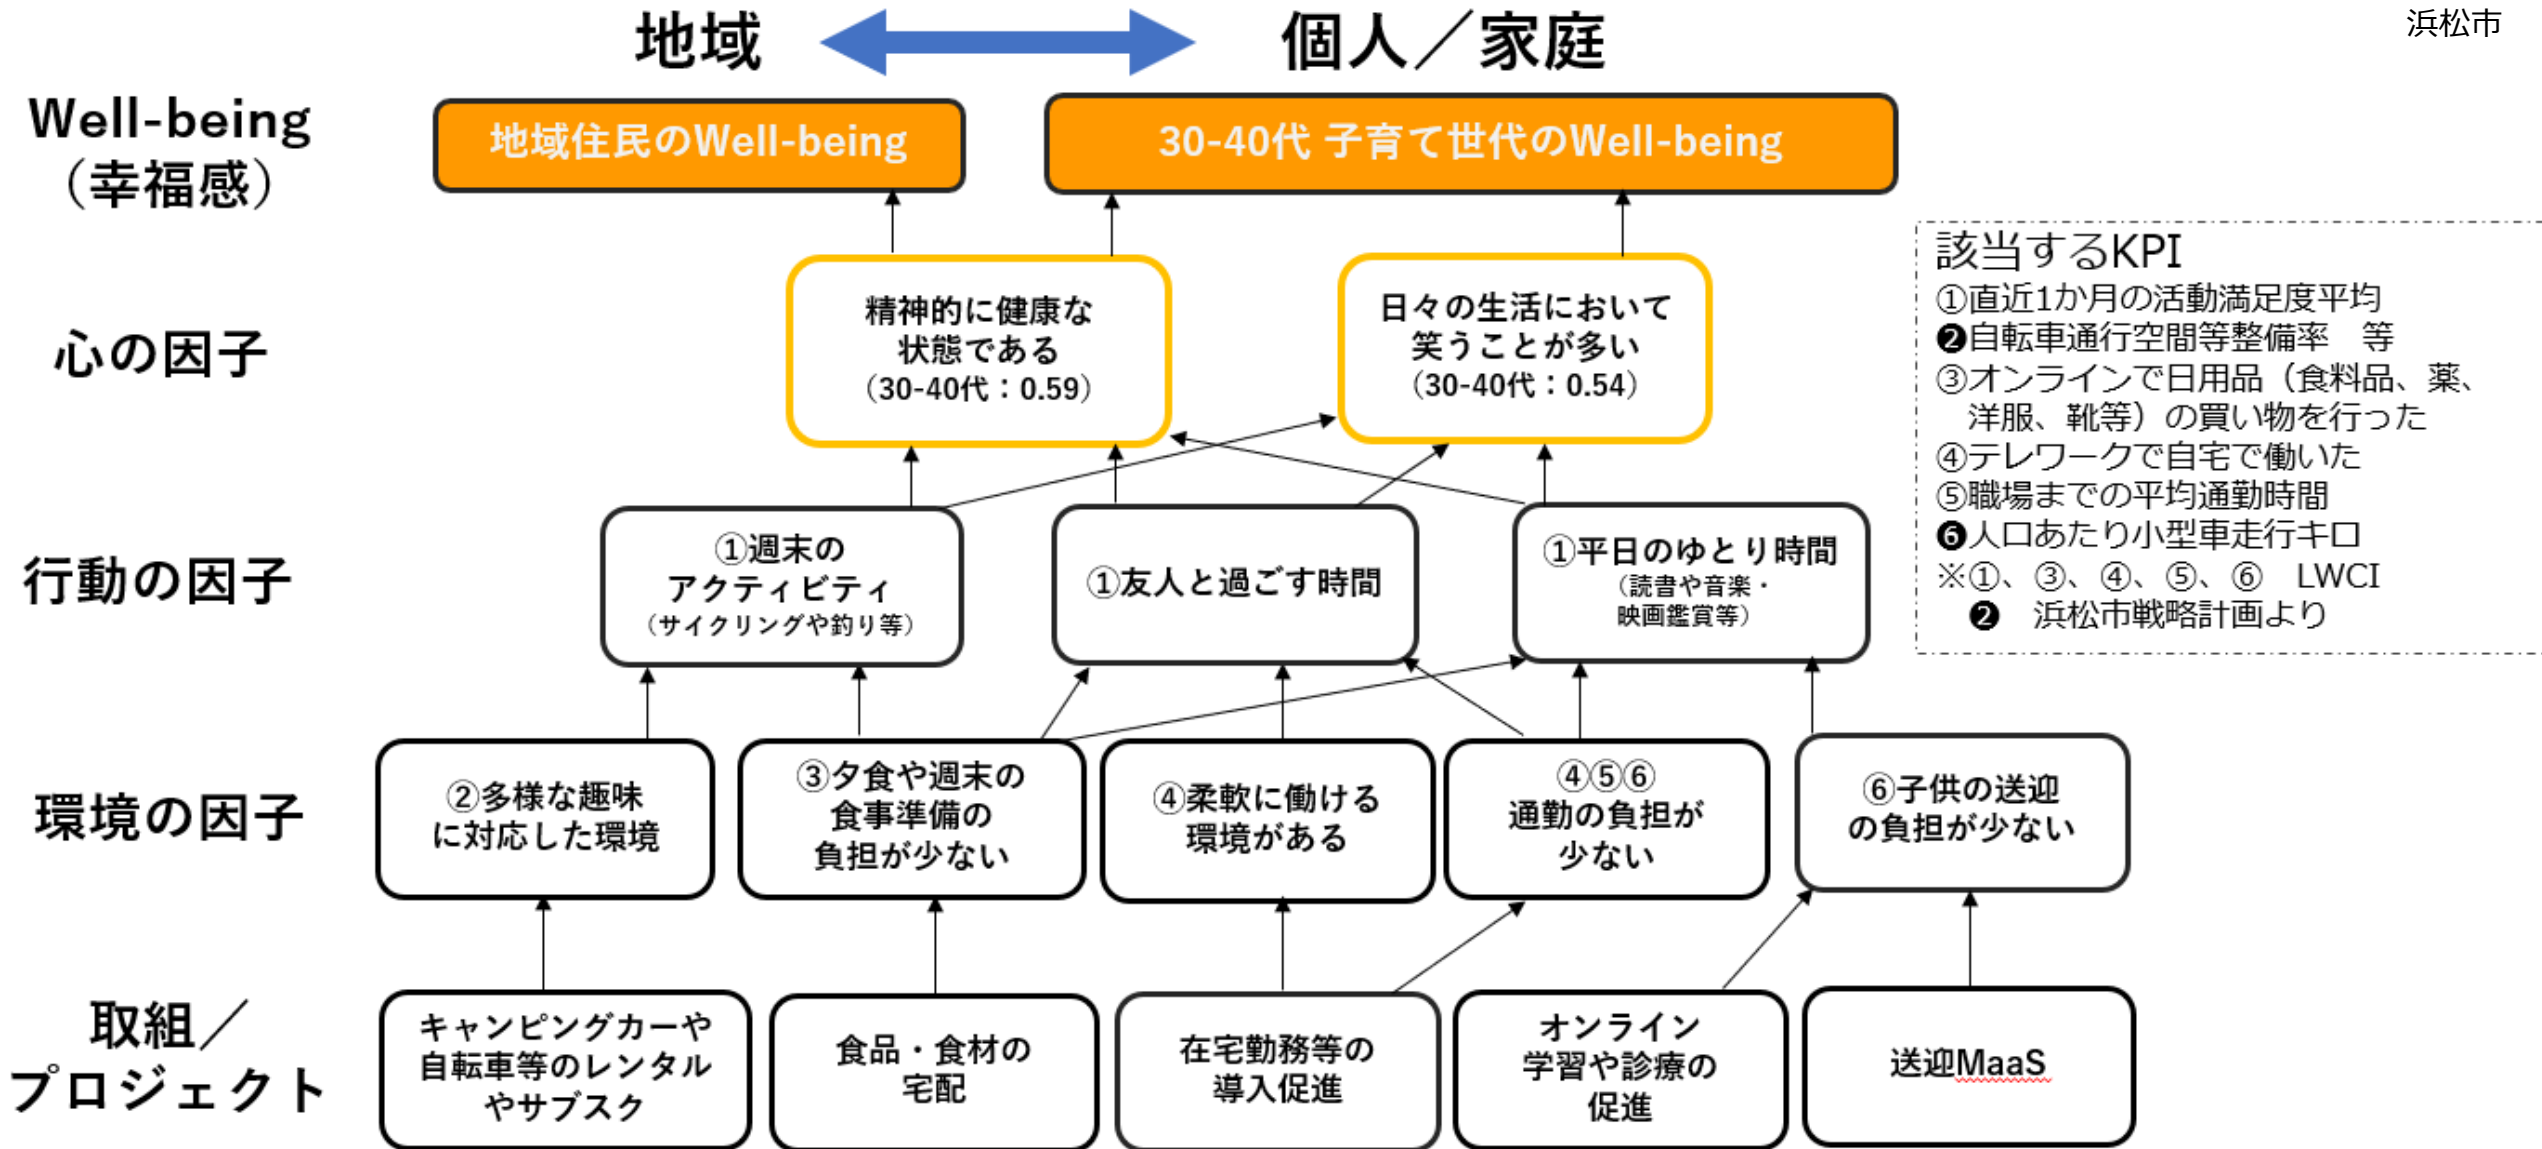 浜松市
地域
個人／家庭
Well-being
（幸福感）
地域住民のWell-being
30-40代 子育て世代のWell-being
心の因子
精神的に健康な
状態である
（30-40代：0.59）
日々の生活において
笑うことが多い
（30-40代：0.54）
該当するKPI
①直近1か月の活動満足度平均
❷自転車通行空間等整備率　等
③オンラインで日用品（食料品、薬、
洋服、靴等）の買い物を行った
④テレワークで自宅で働いた
⑤職場までの平均通勤時間
❻人口あたり小型車走行キロ
※①、③、④、⑤、⑥　LWCI
❷　浜松市戦略計画より
行動の因子
①週末の
アクティビティ
（サイクリングや釣り等）
①友人と過ごす時間
①平日のゆとり時間
（読書や音楽・
映画鑑賞等）
環境の因子
②多様な趣味
に対応した環境
③夕食や週末の
食事準備の
負担が少ない
④柔軟に働ける
環境がある
④⑤⑥
通勤の負担が
少ない
⑥子供の送迎
の負担が少ない
取組／
プロジェクト
キャンピングカーや
自転車等のレンタル
やサブスク
食品・食材の
宅配
在宅勤務等の
導入促進
オンライン
学習や診療の
促進
送迎MaaS